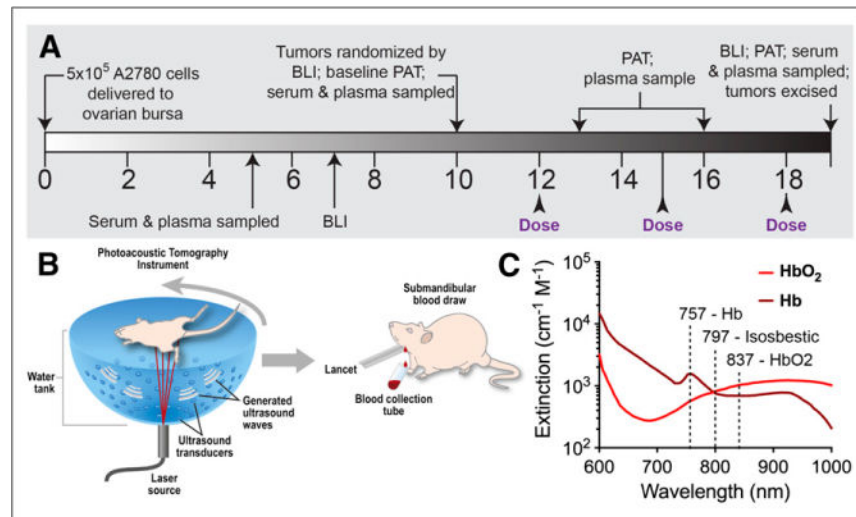 A
5x10⁵ A2780 cells
delivered to
ovarian bursa
Tumors randomized by
BLI; baseline PAT;
serum & plasma sampled
PAT;
plasma sample
BLI; PAT; serum
& plasma sampled;
tumors excised
0 2 4 6 8 10 12 14 16 18
Serum & plasma sampled
BLI
Dose Dose Dose
B
Photoacoustic Tomography
Instrument
Water
tank
Generated
ultrasound
waves
Ultrasound
transducers
Laser
source
Submandibular
blood draw
Lancet
Blood collection
tube
C
HbO₂
Hb
757 - Hb
797 - Isosbestic
837 - HbO2
Extinction (cm⁻¹ M⁻¹)
10⁵
10⁴
10³
10²
600 700 800 900 1000
Wavelength (nm)